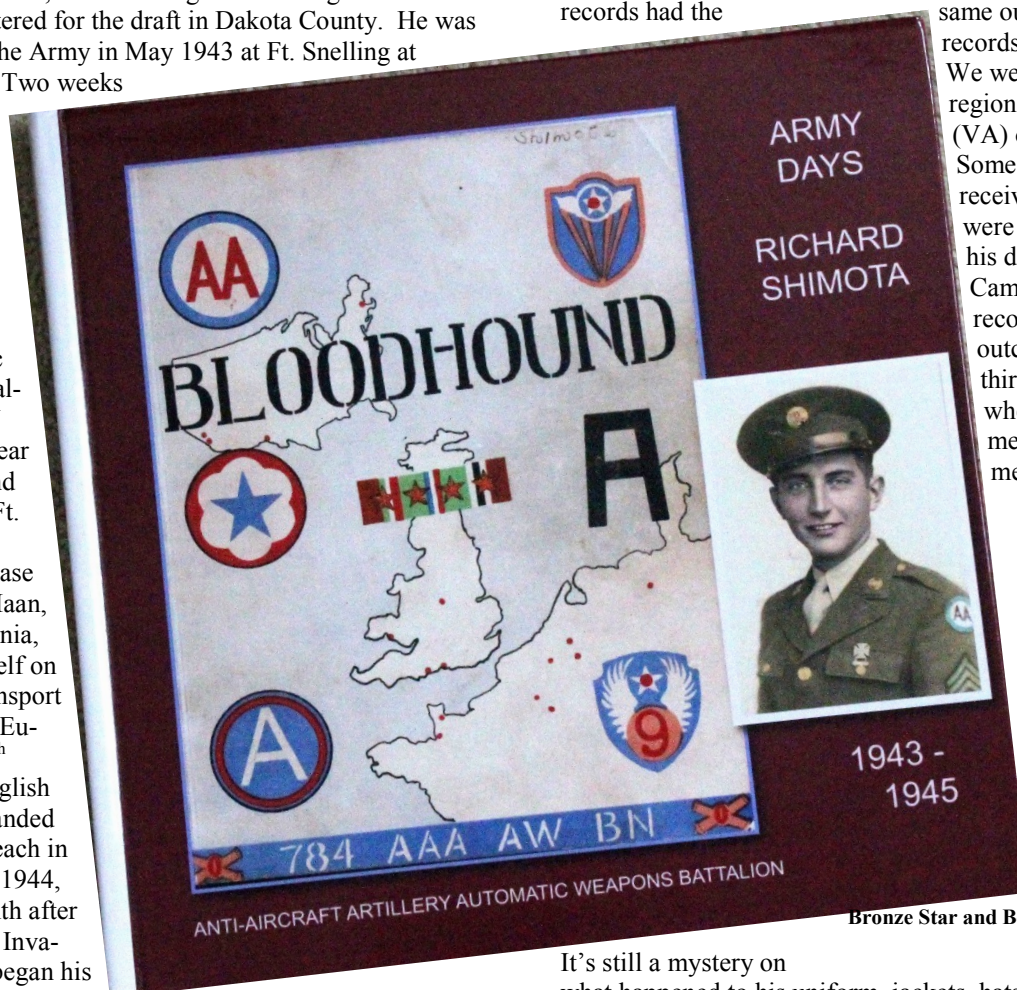 tered for the draft in Dakota County.  He was
he Army in May 1943 at Ft. Snelling at
Two weeks
al-
ear
Ft.
ase
Haan,
nia,
elf on
nsport
Eu-
h
glish
anded
each in
1944,
th after
Inva-
began his
records had the
same ou
records
We we
region
(VA)
Some
receiv
were
his d
Cam
reco
outc
thir
who
me
me
Shimota
ARMY
DAYS
RICHARD
SHIMOTA
AA
BLOODHOUND
A
AA
A
9
1943 -
1945
784 AAA AW BN
ANTI-AIRCRAFT ARTILLERY AUTOMATIC WEAPONS BATTALION
Bronze Star and B
It’s still a mystery on
what happened to his uniform, jackets, hats